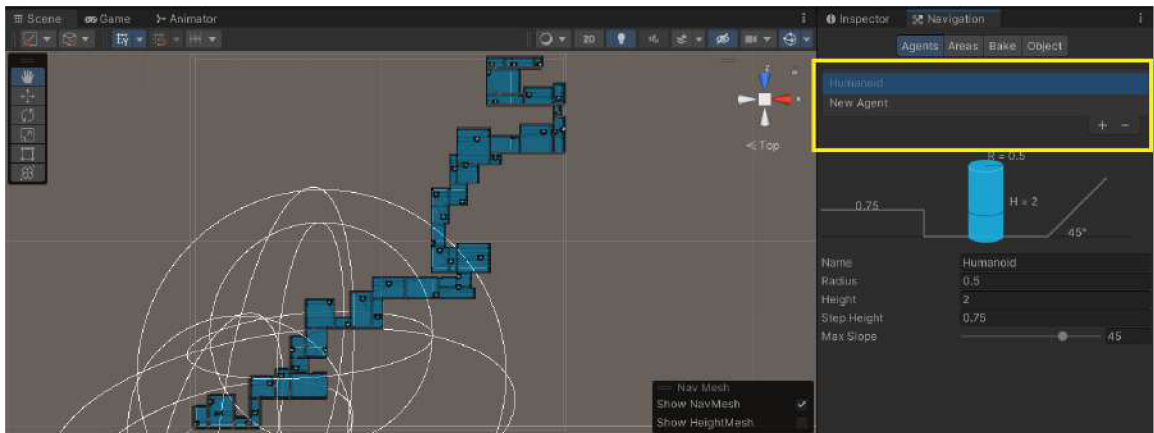 Scene Game Animator
Inspector Navigation
2D
Agents Areas Bake Object
Humanoid
New Agent
+ -
z
Top
R = 0.5
0.75
H = 2
45°
Name Humanoid
Radius 0.5
Height 2
Step Height 0.75
Max Slope 45
Nav Mesh
Show NavMesh
Show HeightMesh